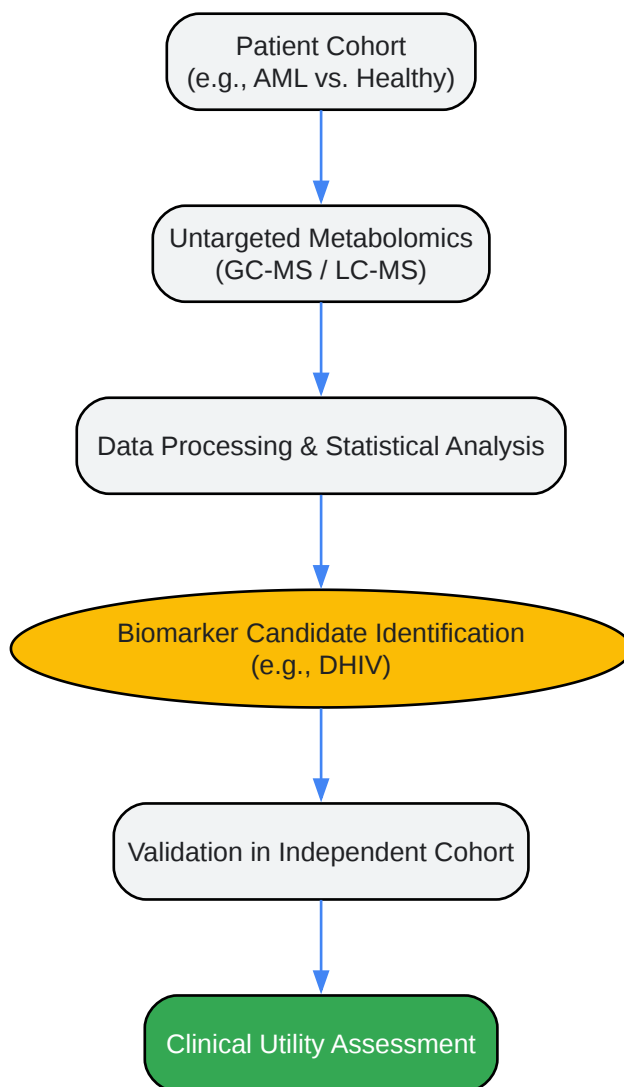 Patient Cohort
(e.g., AML vs. Healthy)
Untargeted Metabolomics
(GC-MS / LC-MS)
Data Processing & Statistical Analysis
Biomarker Candidate Identification
(e.g., DHIV)
Validation in Independent Cohort
Clinical Utility Assessment